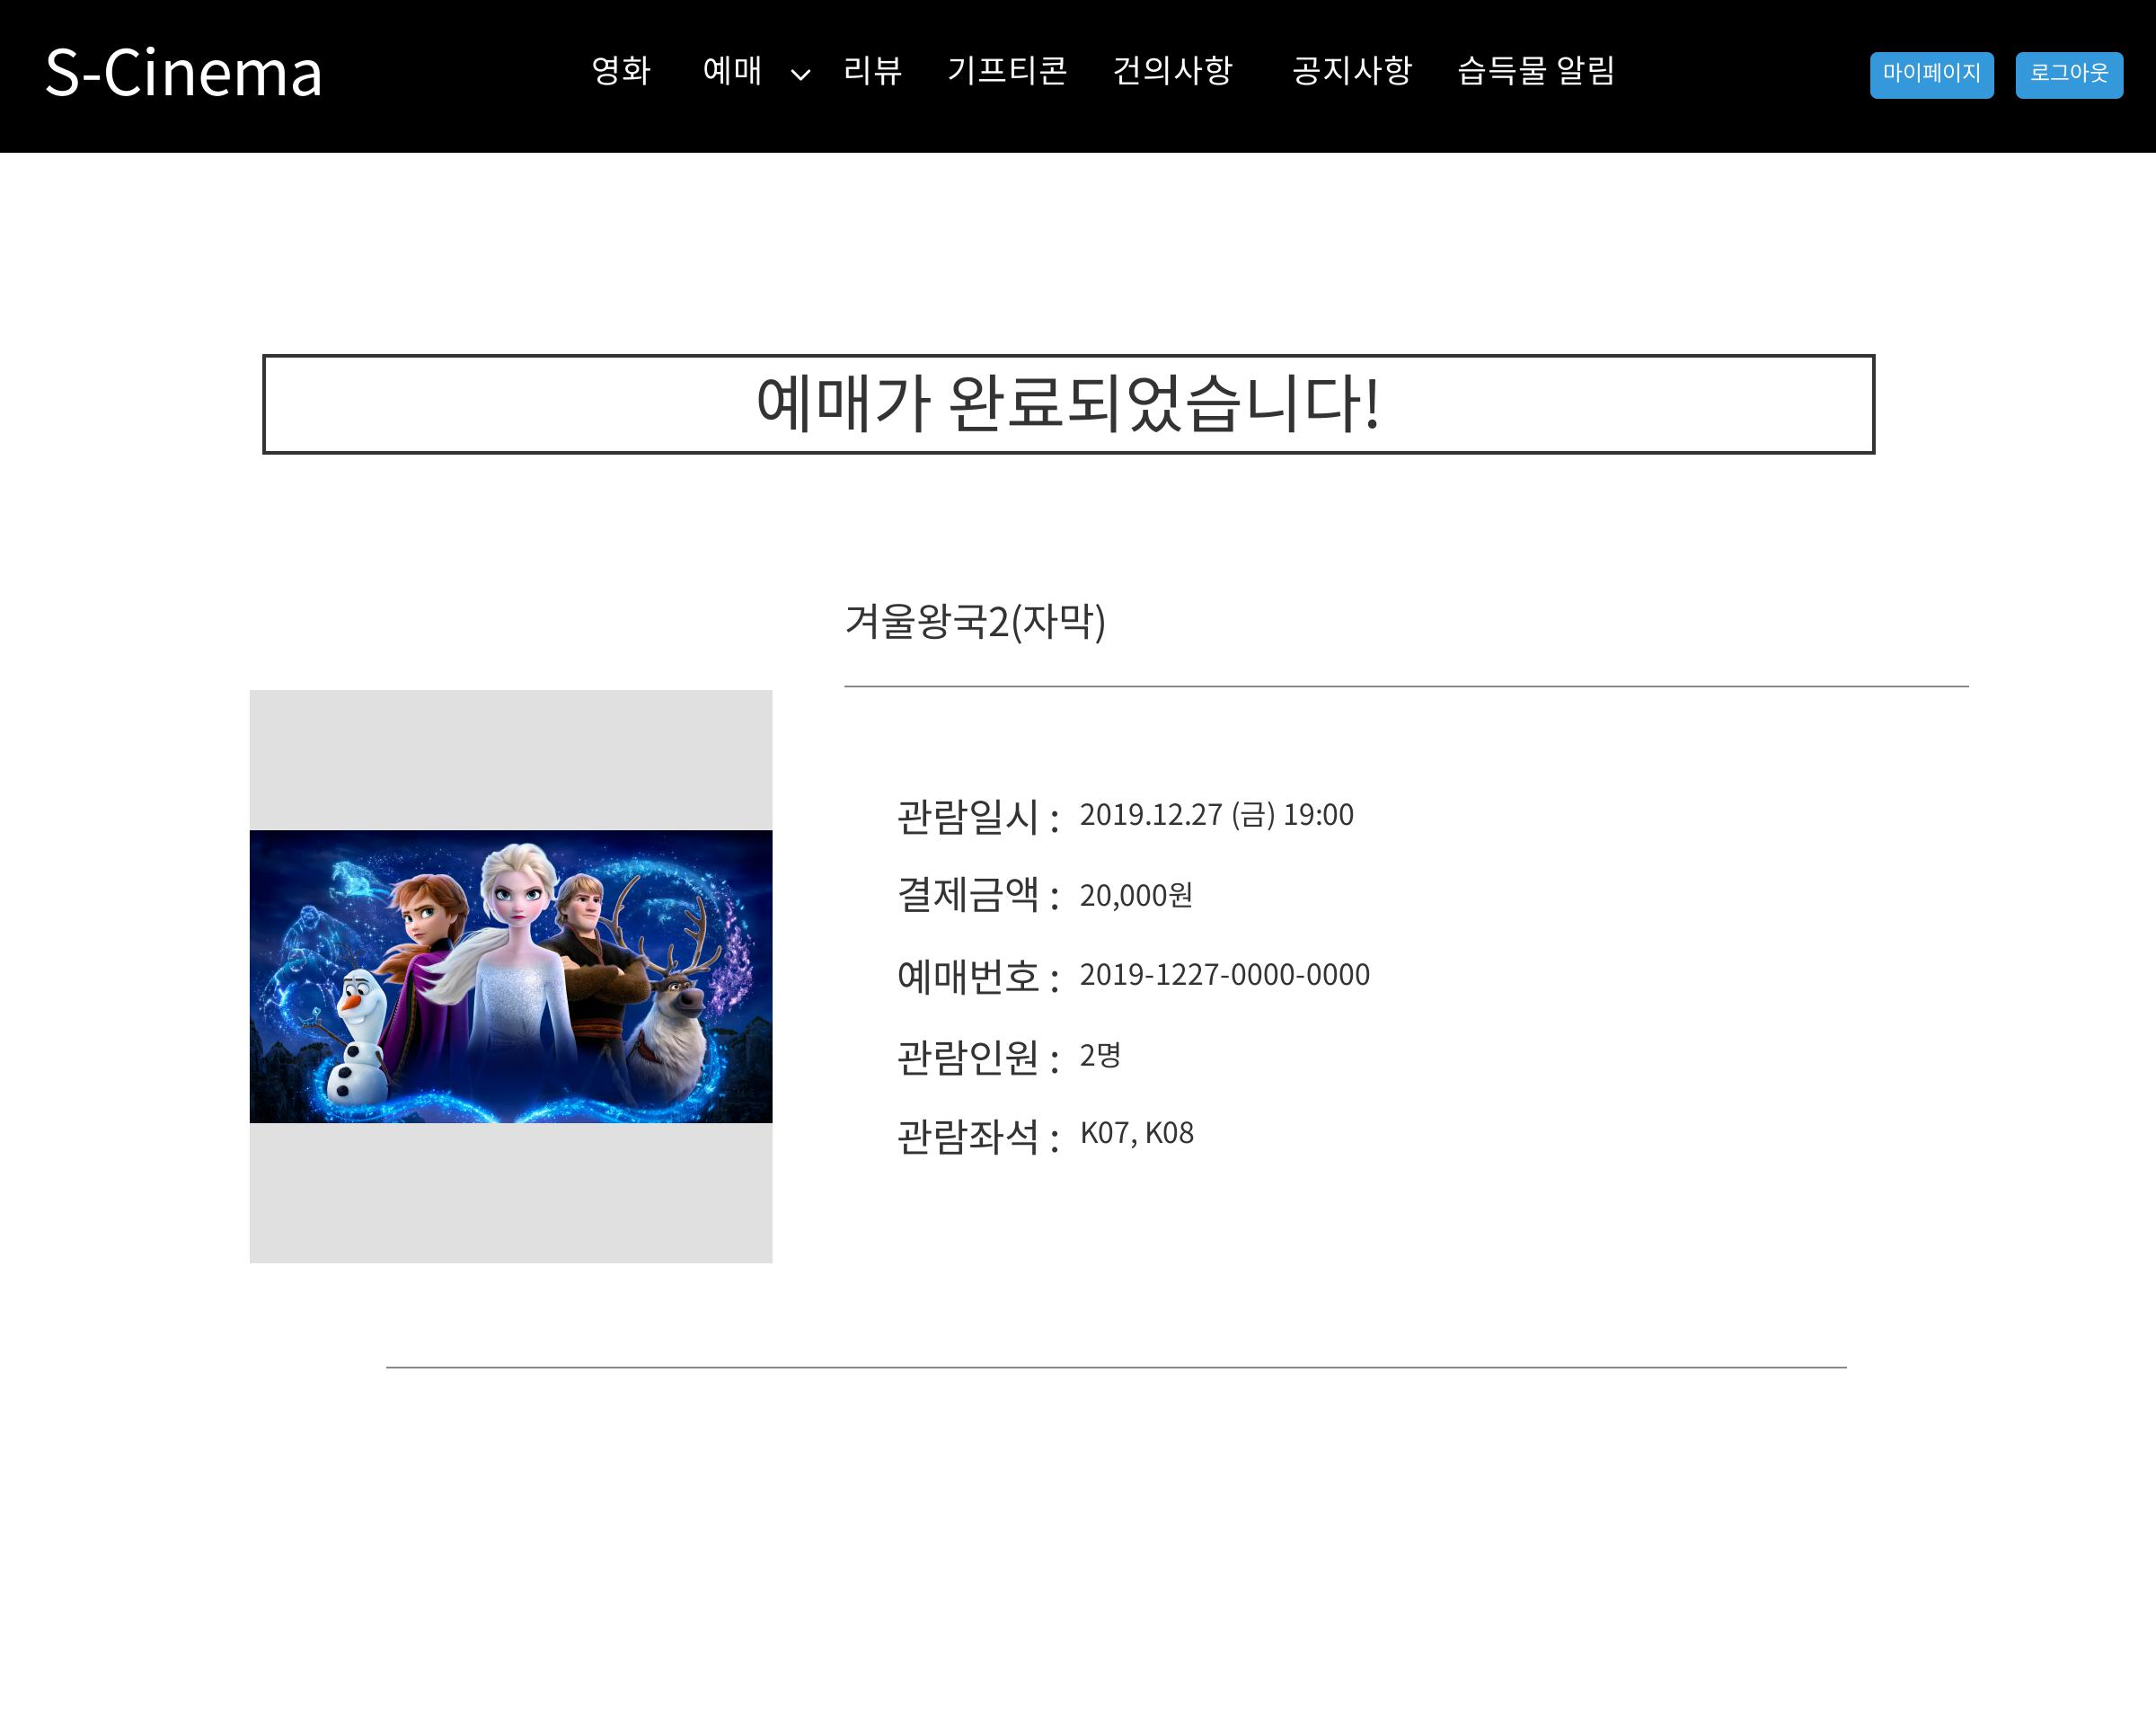 S-Cinema
영화 예매 리뷰 기프티콘 건의사항 공지사항 습득물 알림
마이페이지 로그아웃
예매가 완료되었습니다!
겨울왕국2(자막)
관람일시 : 2019.12.27 (금) 19:00
결제금액 : 20,000원
예매번호 : 2019-1227-0000-0000
관람인원 : 2명
관람좌석 : K07, K08